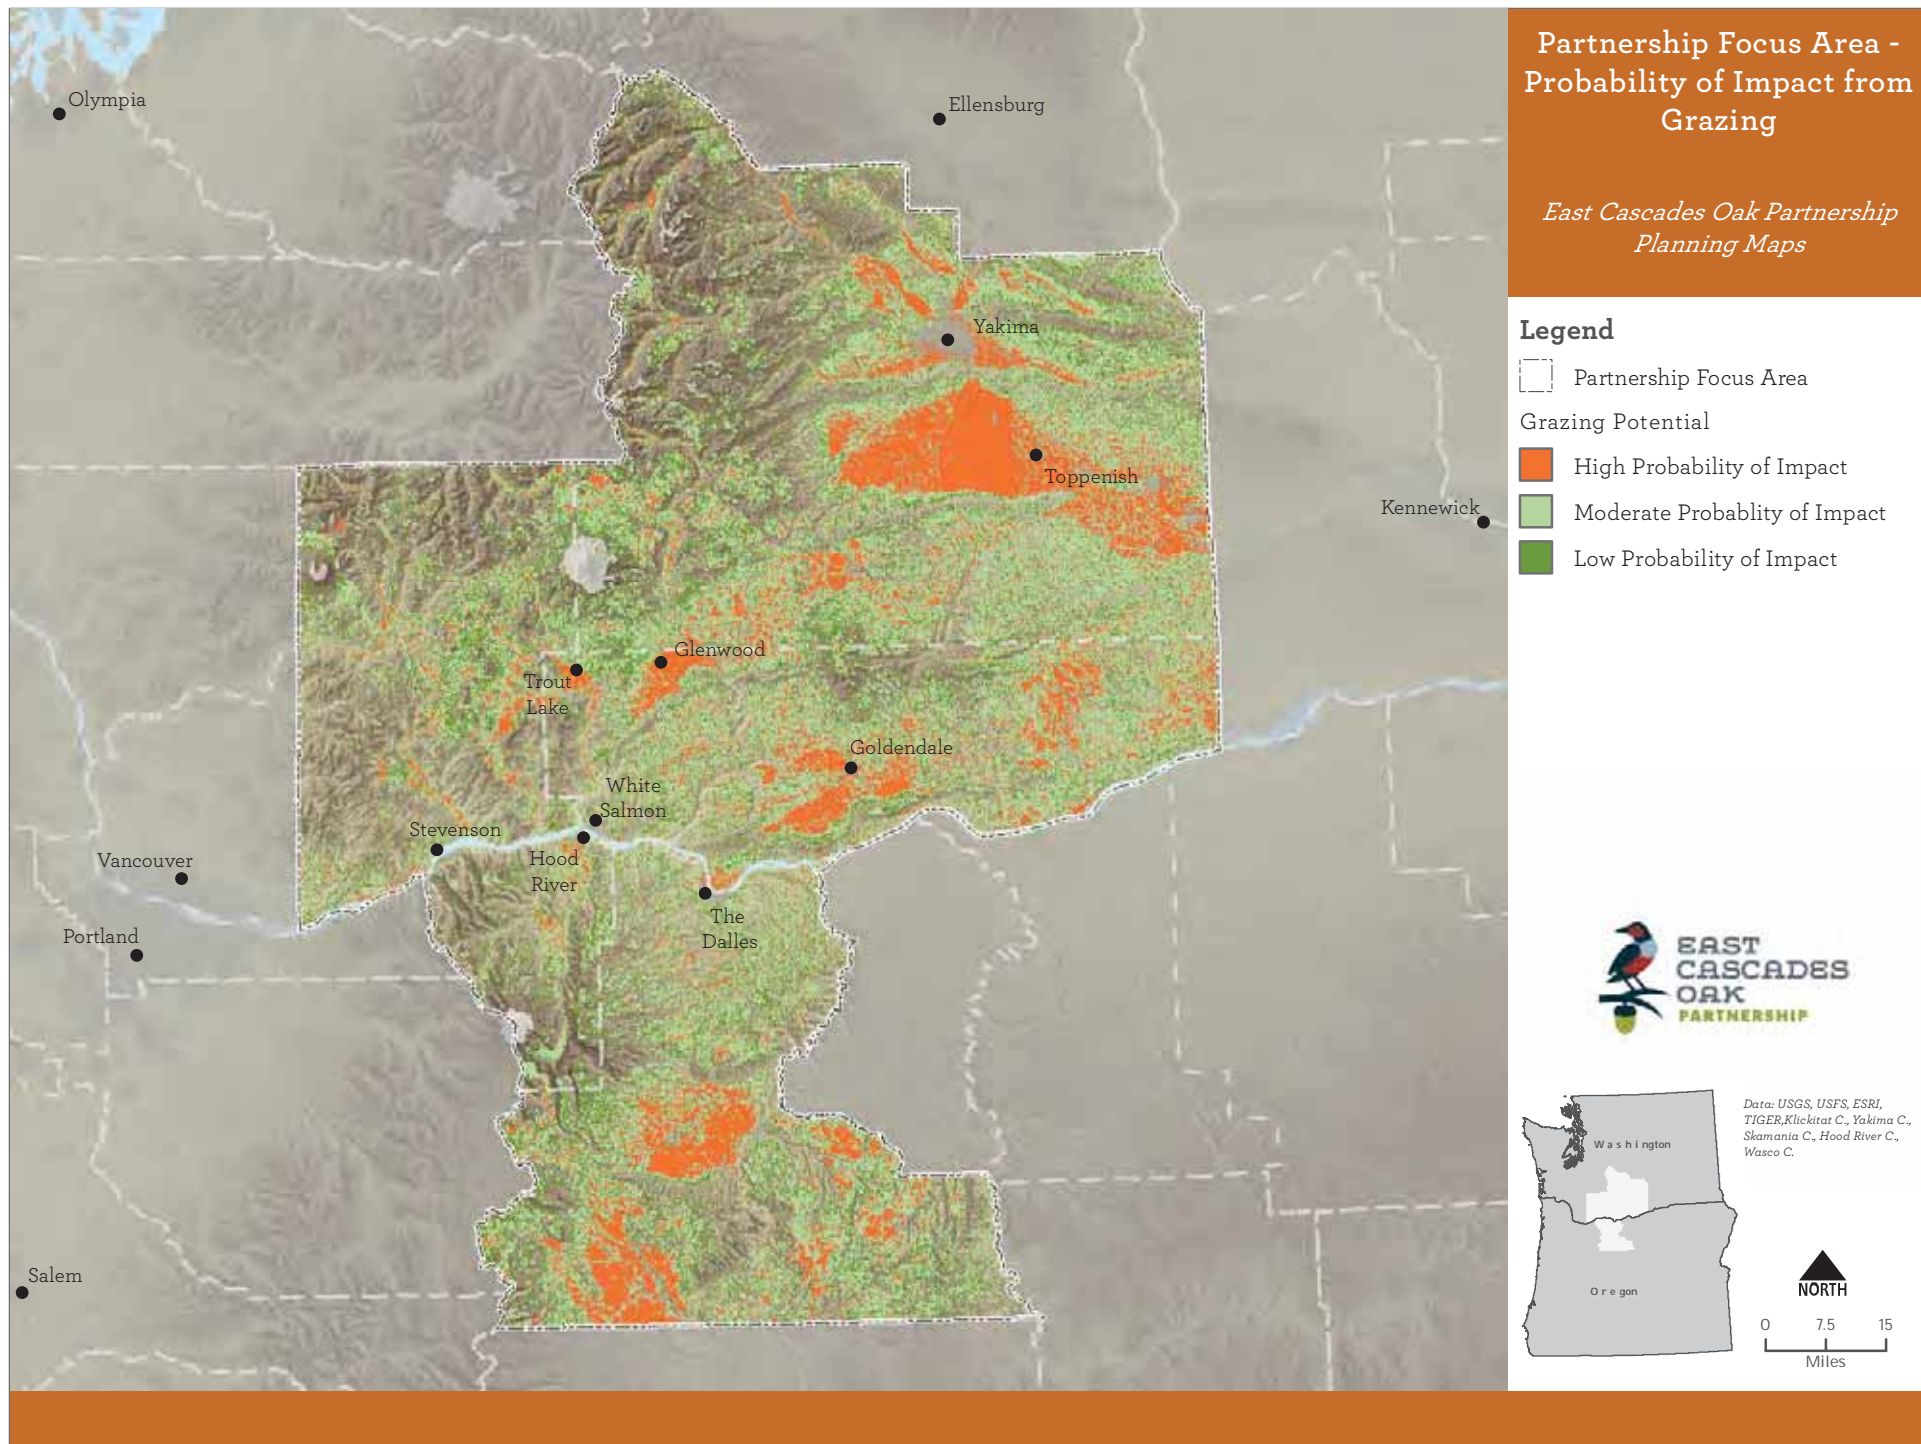 Partnership Focus Area -
Probability of Impact from
Grazing
East Cascades Oak Partnership
Planning Maps
Legend
Partnership Focus Area
Grazing Potential
High Probability of Impact
Moderate Probablity of Impact
Low Probability of Impact
Olympia
Ellensburg
Yakima
Toppenish
Kennewick
Glenwood
Trout
Lake
Goldendale
White
Salmon
Stevenson
Hood
River
Vancouver
The
Dalles
Portland
Salem
EAST
CASCADES
OAK
PARTNERSHIP
Data: USGS, USFS, ESRI,
TIGER,Klickitat C., Yakima C.,
Skamania C., Hood River C.,
Wasco C.
Washington
Oregon
NORTH
0 7.5 15
Miles